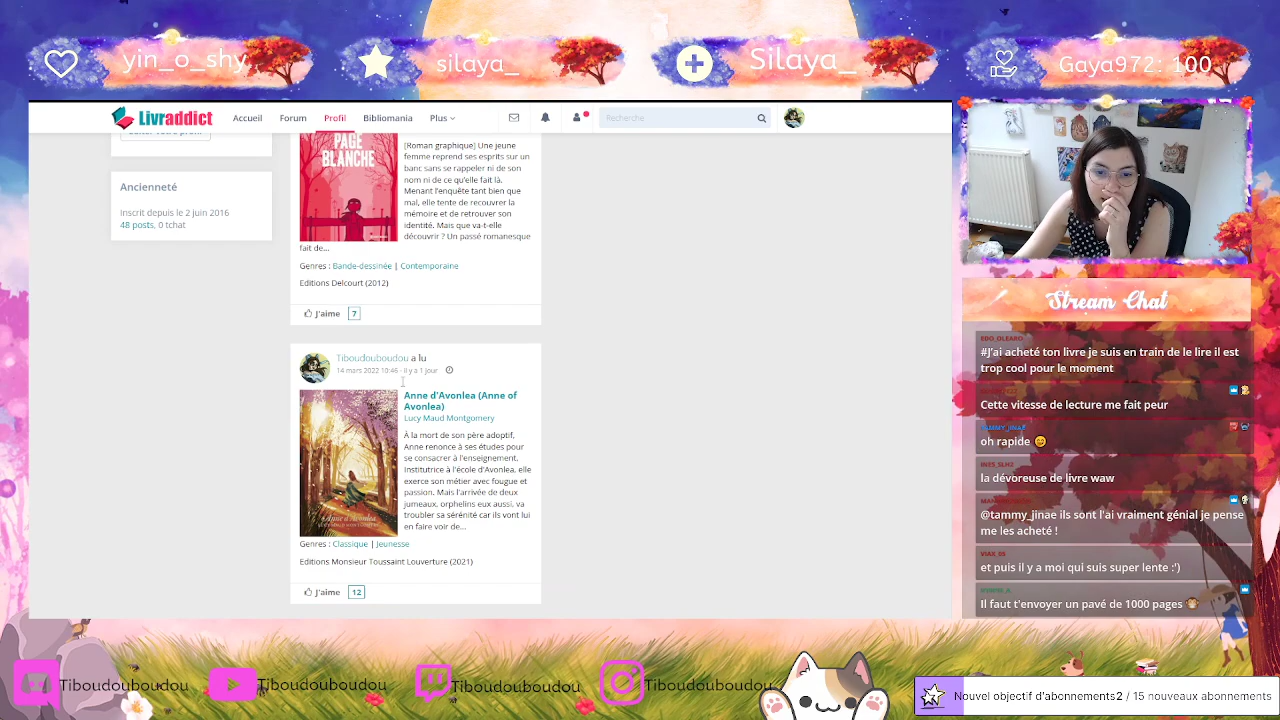 yin_o_shy
silaya_
Silaya_
Gaya972: 100
Livraddict
Accueil
Forum
Profil
Bibliomania
Plus
Recherche
Ancienneté
Inscrit depuis le 2 juin 2016
48 posts, 0 tchat
PAGE
BLANCHE
[Roman graphique] Une jeune
femme reprend ses esprits sur un
banc sans se rappeler ni de son
nom ni de ce qu'elle fait là.
Menant l'enquête tant bien que
mal, elle tente de recouvrer la
mémoire et de retrouver son
identité. Mais que va-t-elle
découvrir ? Un passé romanesque
fait de...
Genres : Bande-dessinée | Contemporaine
Editions Delcourt (2012)
J'aime 7
Tiboudouboudou a lu
14 mars 2022 10:46 - il y a 1 jour
Anne d'Avonlea (Anne of
Avonlea)
Lucy Maud Montgomery
À la mort de son père adoptif,
Anne renonce à ses études pour
se consacrer à l'enseignement.
Institutrice à l'école d'Avonlea, elle
exerce son métier avec fougue et
passion. Mais l'arrivée de deux
jumeaux, orphelins eux aussi, va
troubler sa sérénité car ils vont lui
en faire voir de...
Anne d'Avonlea
Genres : Classique | Jeunesse
Editions Monsieur Toussaint Louverture (2021)
J'aime 12
Stream Chat
EDO_OLEARO
#J'ai acheté ton livre je suis en train de le lire il est
trop cool pour le moment
Cette vitesse de lecture me fait peur
TAMMY_JINAE
oh rapide
INES_SLH2
la dévoreuse de livre waw
@tammy_jinae ils sont l'ai vraiment génial je pense
me les acheté !
et puis il y a moi qui suis super lente :')
Il faut t'envoyer un pavé de 1000 pages
Tiboudouboudou
Tiboudouboudou
Tiboudouboudou
Tiboudouboudou
Nouvel objectif d'abonnements 2 / 15 nouveaux abonnements